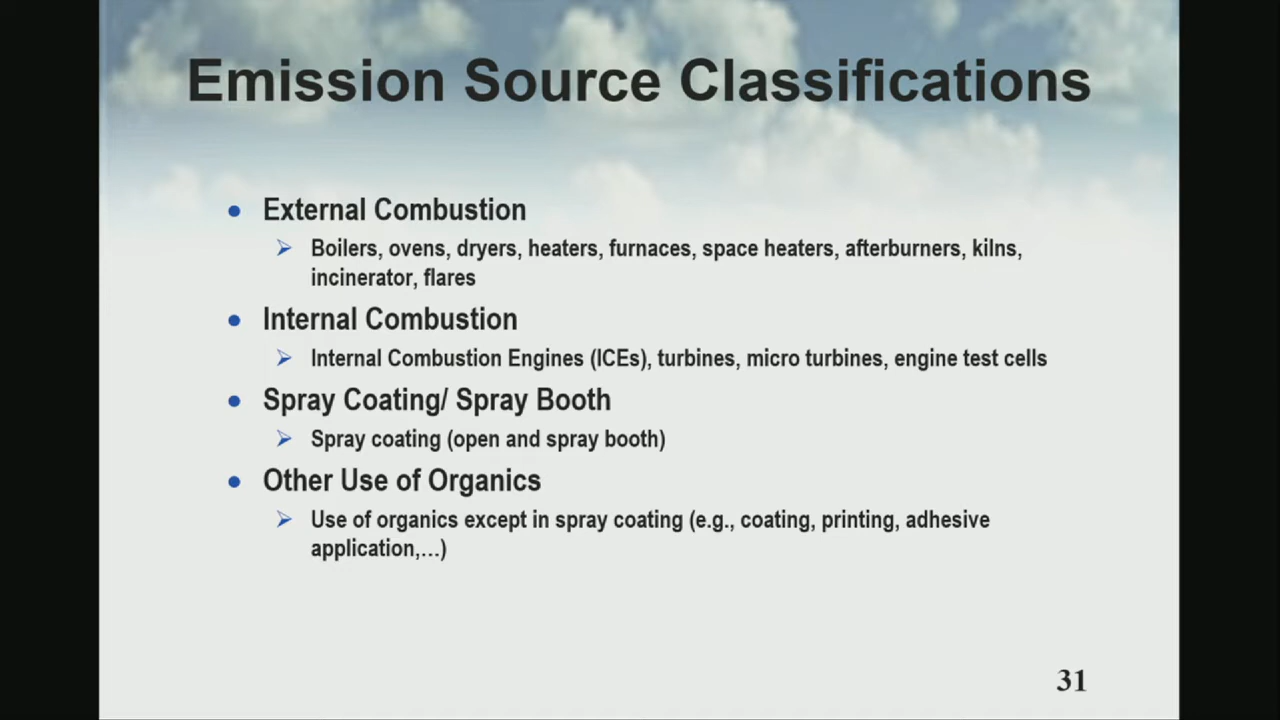 Emission Source Classifications
• External Combustion
➢ Boilers, ovens, dryers, heaters, furnaces, space heaters, afterburners, kilns,
incinerator, flares
• Internal Combustion
➢ Internal Combustion Engines (ICEs), turbines, micro turbines, engine test cells
• Spray Coating/ Spray Booth
➢ Spray coating (open and spray booth)
• Other Use of Organics
➢ Use of organics except in spray coating (e.g., coating, printing, adhesive
application,...)
31